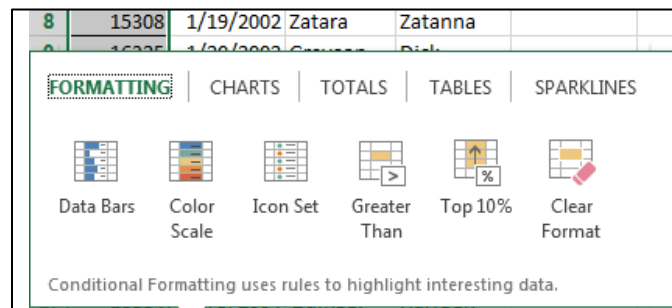 8 15308 1/19/2002 Zatara Zatanna
FORMATTING CHARTS TOTALS TABLES SPARKLINES
Data Bars Color Scale Icon Set Greater Than Top 10% Clear Format
Conditional Formatting uses rules to highlight interesting data.